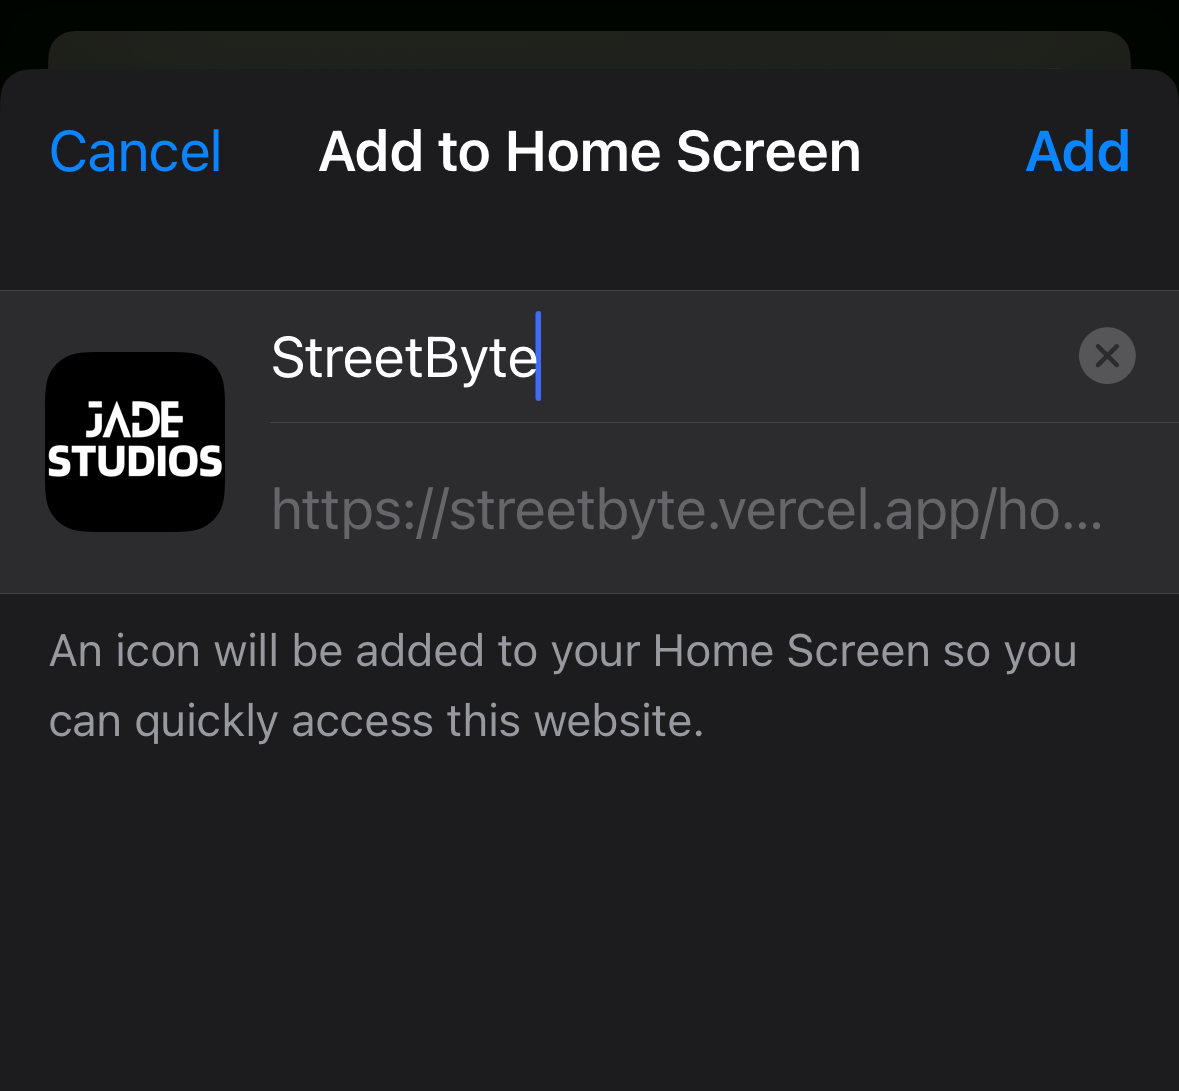 Cancel Add to Home Screen Add
StreetByte
JADE
STUDIOS
https://streetbyte.vercel.app/ho...
An icon will be added to your Home Screen so you
can quickly access this website.